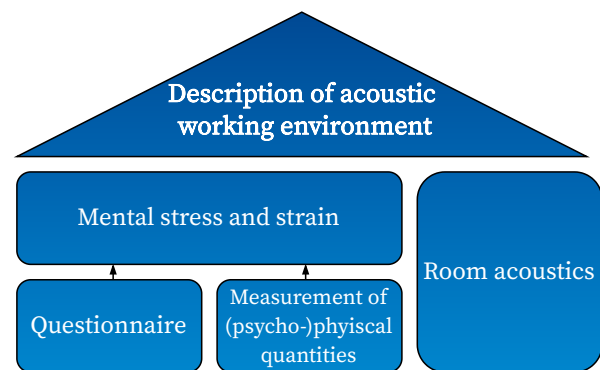 Description of acoustic
working environment
Mental stress and strain
Room acoustics
Questionnaire
Measurement of
(psycho-)phyiscal
quantities